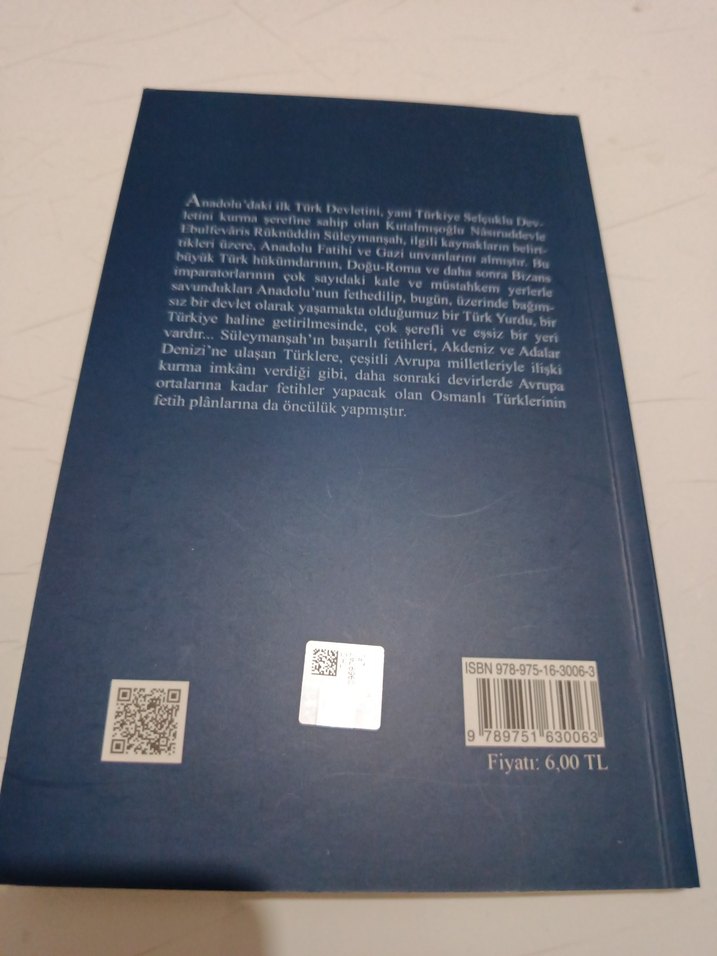 Anadolu'daki ilk Türk Devletini, yani Türkiye Selçuklu Dev-
letini kurma şerefine sahip olan Kutalmışoğlu Nâsıruddevle
Ebulfevâris Rüknüddin Süleymanşah, ilgili kaynakların belirt-
tikleri üzere, Anadolu Fatihi ve Gazi unvanlarını almıştır. Bu
büyük Türk hükümdarının, Doğu-Roma ve daha sonra Bizans
imparatorlarının çok sayıdaki kale ve müstahkem yerlerle
savundukları Anadolu'nun fethedilip, bugün, üzerinde bağım-
sız bir devlet olarak yaşamakta olduğumuz bir Türk Yurdu, bir
Türkiye haline getirilmesinde, çok şerefli ve eşsiz bir yeri
vardır... Süleymanşah'ın başarılı fetihleri, Akdeniz ve Adalar
Denizi'ne ulaşan Türklere, çeşitli Avrupa milletleriyle ilişki
kurma imkânı verdiği gibi, daha sonraki devirlerde Avrupa
ortalarına kadar fetihler yapacak olan Osmanlı Türklerinin
fetih plânlarına da öncülük yapmıştır.
ISBN 978-975-16-3006-3
9 789751 630063
Fiyatı: 6,00 TL